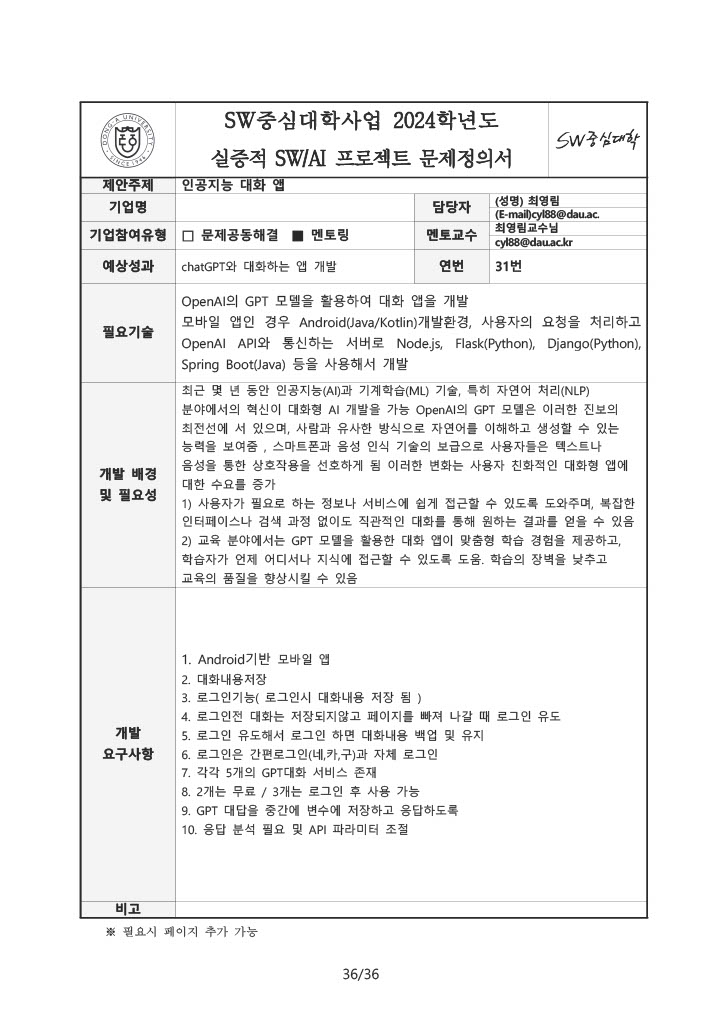 SW중심대학사업 2024학년도
실증적 SW/AI 프로젝트 문제정의서
DONG-A UNIVERSITY
SINCE 1946
SW중심대학
제안주제 인공지능 대화 앱
기업명
담당자 (성명) 최영림
(E-mail)cyl88@dau.ac.
기업참여유형 □ 문제공동해결 ■ 멘토링
멘토교수 최영림교수님
cyl88@dau.ac.kr
예상성과 chatGPT와 대화하는 앱 개발 연번 31번
필요기술
OpenAI의 GPT 모델을 활용하여 대화 앱을 개발
모바일 앱인 경우 Android(Java/Kotlin)개발환경, 사용자의 요청을 처리하고
OpenAI API와 통신하는 서버로 Node.js, Flask(Python), Django(Python),
Spring Boot(Java) 등을 사용해서 개발
개발 배경
및 필요성
최근 몇 년 동안 인공지능(AI)과 기계학습(ML) 기술, 특히 자연어 처리(NLP)
분야에서의 혁신이 대화형 AI 개발을 가능 OpenAI의 GPT 모델은 이러한 진보의
최전선에 서 있으며, 사람과 유사한 방식으로 자연어를 이해하고 생성할 수 있는
능력을 보여줌 , 스마트폰과 음성 인식 기술의 보급으로 사용자들은 텍스트나
음성을 통한 상호작용을 선호하게 됨 이러한 변화는 사용자 친화적인 대화형 앱에
대한 수요를 증가
1) 사용자가 필요로 하는 정보나 서비스에 쉽게 접근할 수 있도록 도와주며, 복잡한
인터페이스나 검색 과정 없이도 직관적인 대화를 통해 원하는 결과를 얻을 수 있음
2) 교육 분야에서는 GPT 모델을 활용한 대화 앱이 맞춤형 학습 경험을 제공하고,
학습자가 언제 어디서나 지식에 접근할 수 있도록 도움. 학습의 장벽을 낮추고
교육의 품질을 향상시킬 수 있음
개발
요구사항
1. Android기반 모바일 앱
2. 대화내용저장
3. 로그인기능( 로그인시 대화내용 저장 됨 )
4. 로그인전 대화는 저장되지않고 페이지를 빠져 나갈 때 로그인 유도
5. 로그인 유도해서 로그인 하면 대화내용 백업 및 유지
6. 로그인은 간편로그인(네,카,구)과 자체 로그인
7. 각각 5개의 GPT대화 서비스 존재
8. 2개는 무료 / 3개는 로그인 후 사용 가능
9. GPT 대답을 중간에 변수에 저장하고 응답하도록
10. 응답 분석 필요 및 API 파라미터 조절
비고
※ 필요시 페이지 추가 가능
36/36